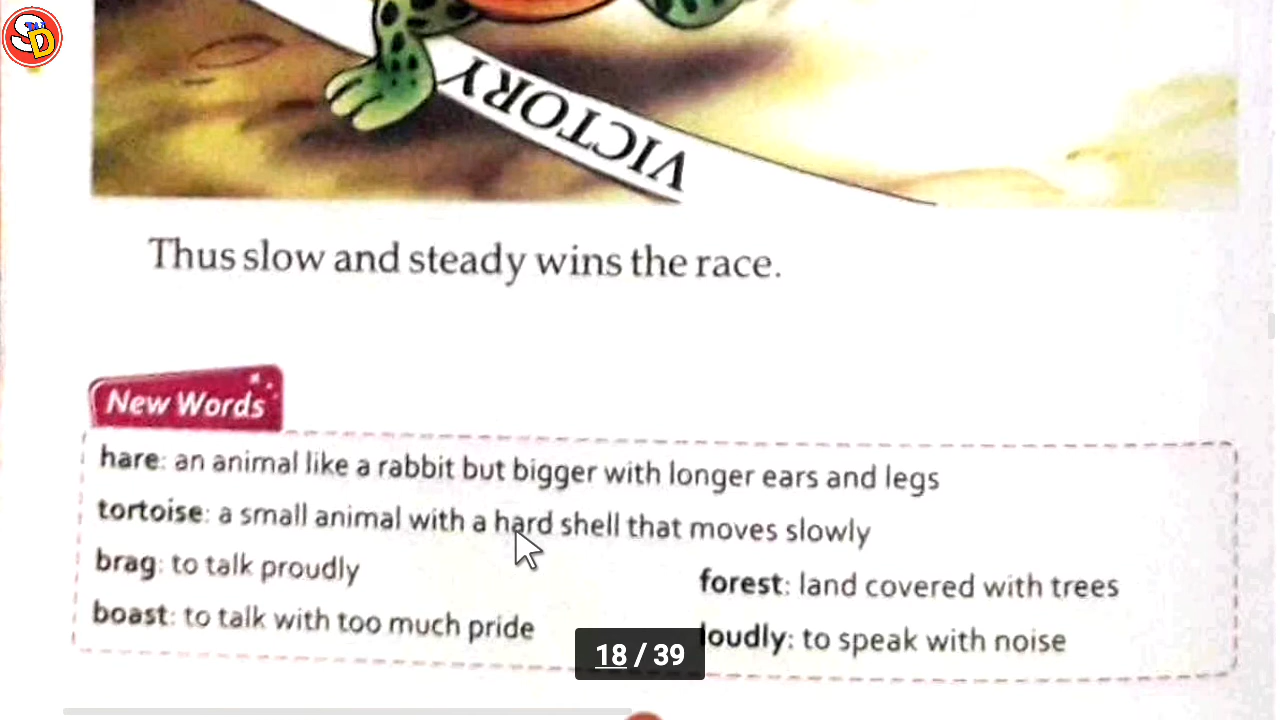 SD
VICTORY
Thus slow and steady wins the race.
New Words
hare: an animal like a rabbit but bigger with longer ears and legs
tortoise: a small animal with a hard shell that moves slowly
brag: to talk proudly
forest: land covered with trees
boast: to talk with too much pride
loudly: to speak with noise
18 / 39